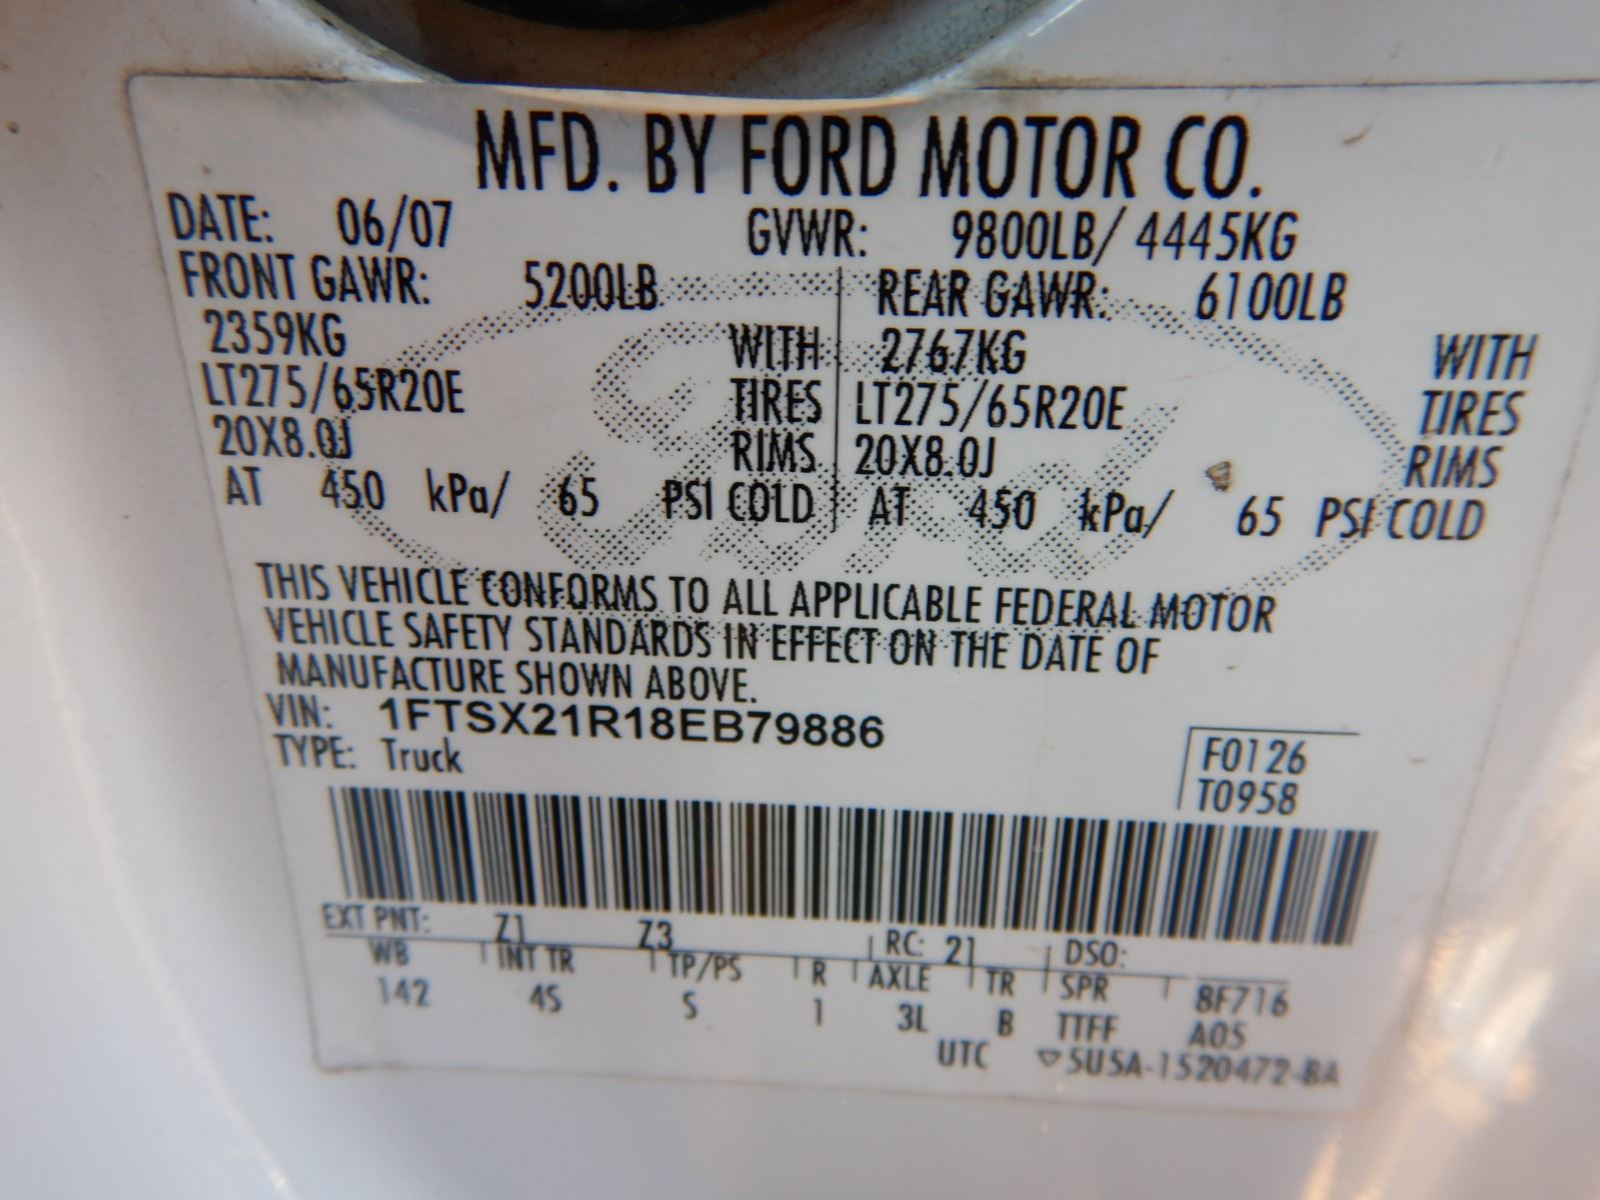 MFD. BY FORD MOTOR CO.
DATE: 06/07 GVWR: 9800LB/ 4445KG
FRONT GAWR: 5200LB REAR GAWR: 6100LB
2359KG WITH 2767KG WITH
LT275/65R20E TIRES LT275/65R20E TIRES
20X8.0J RIMS 20X8.0J RIMS
AT 450 kPa/ 65 PSI COLD AT 450 kPa/ 65 PSI COLD
Ford
THIS VEHICLE CONFORMS TO ALL APPLICABLE FEDERAL MOTOR
VEHICLE SAFETY STANDARDS IN EFFECT ON THE DATE OF
MANUFACTURE SHOWN ABOVE.
VIN: 1FTSX21R18EB79886
TYPE: Truck
F0126
T0958
EXT PNT: Z1 Z3 RC: 21 DSO:
WB INT TR TP/PS R AXLE TR SPR 8F716
142 4S S 1 3L B TTFF A05
UTC ▽5U5A-1520472-BA